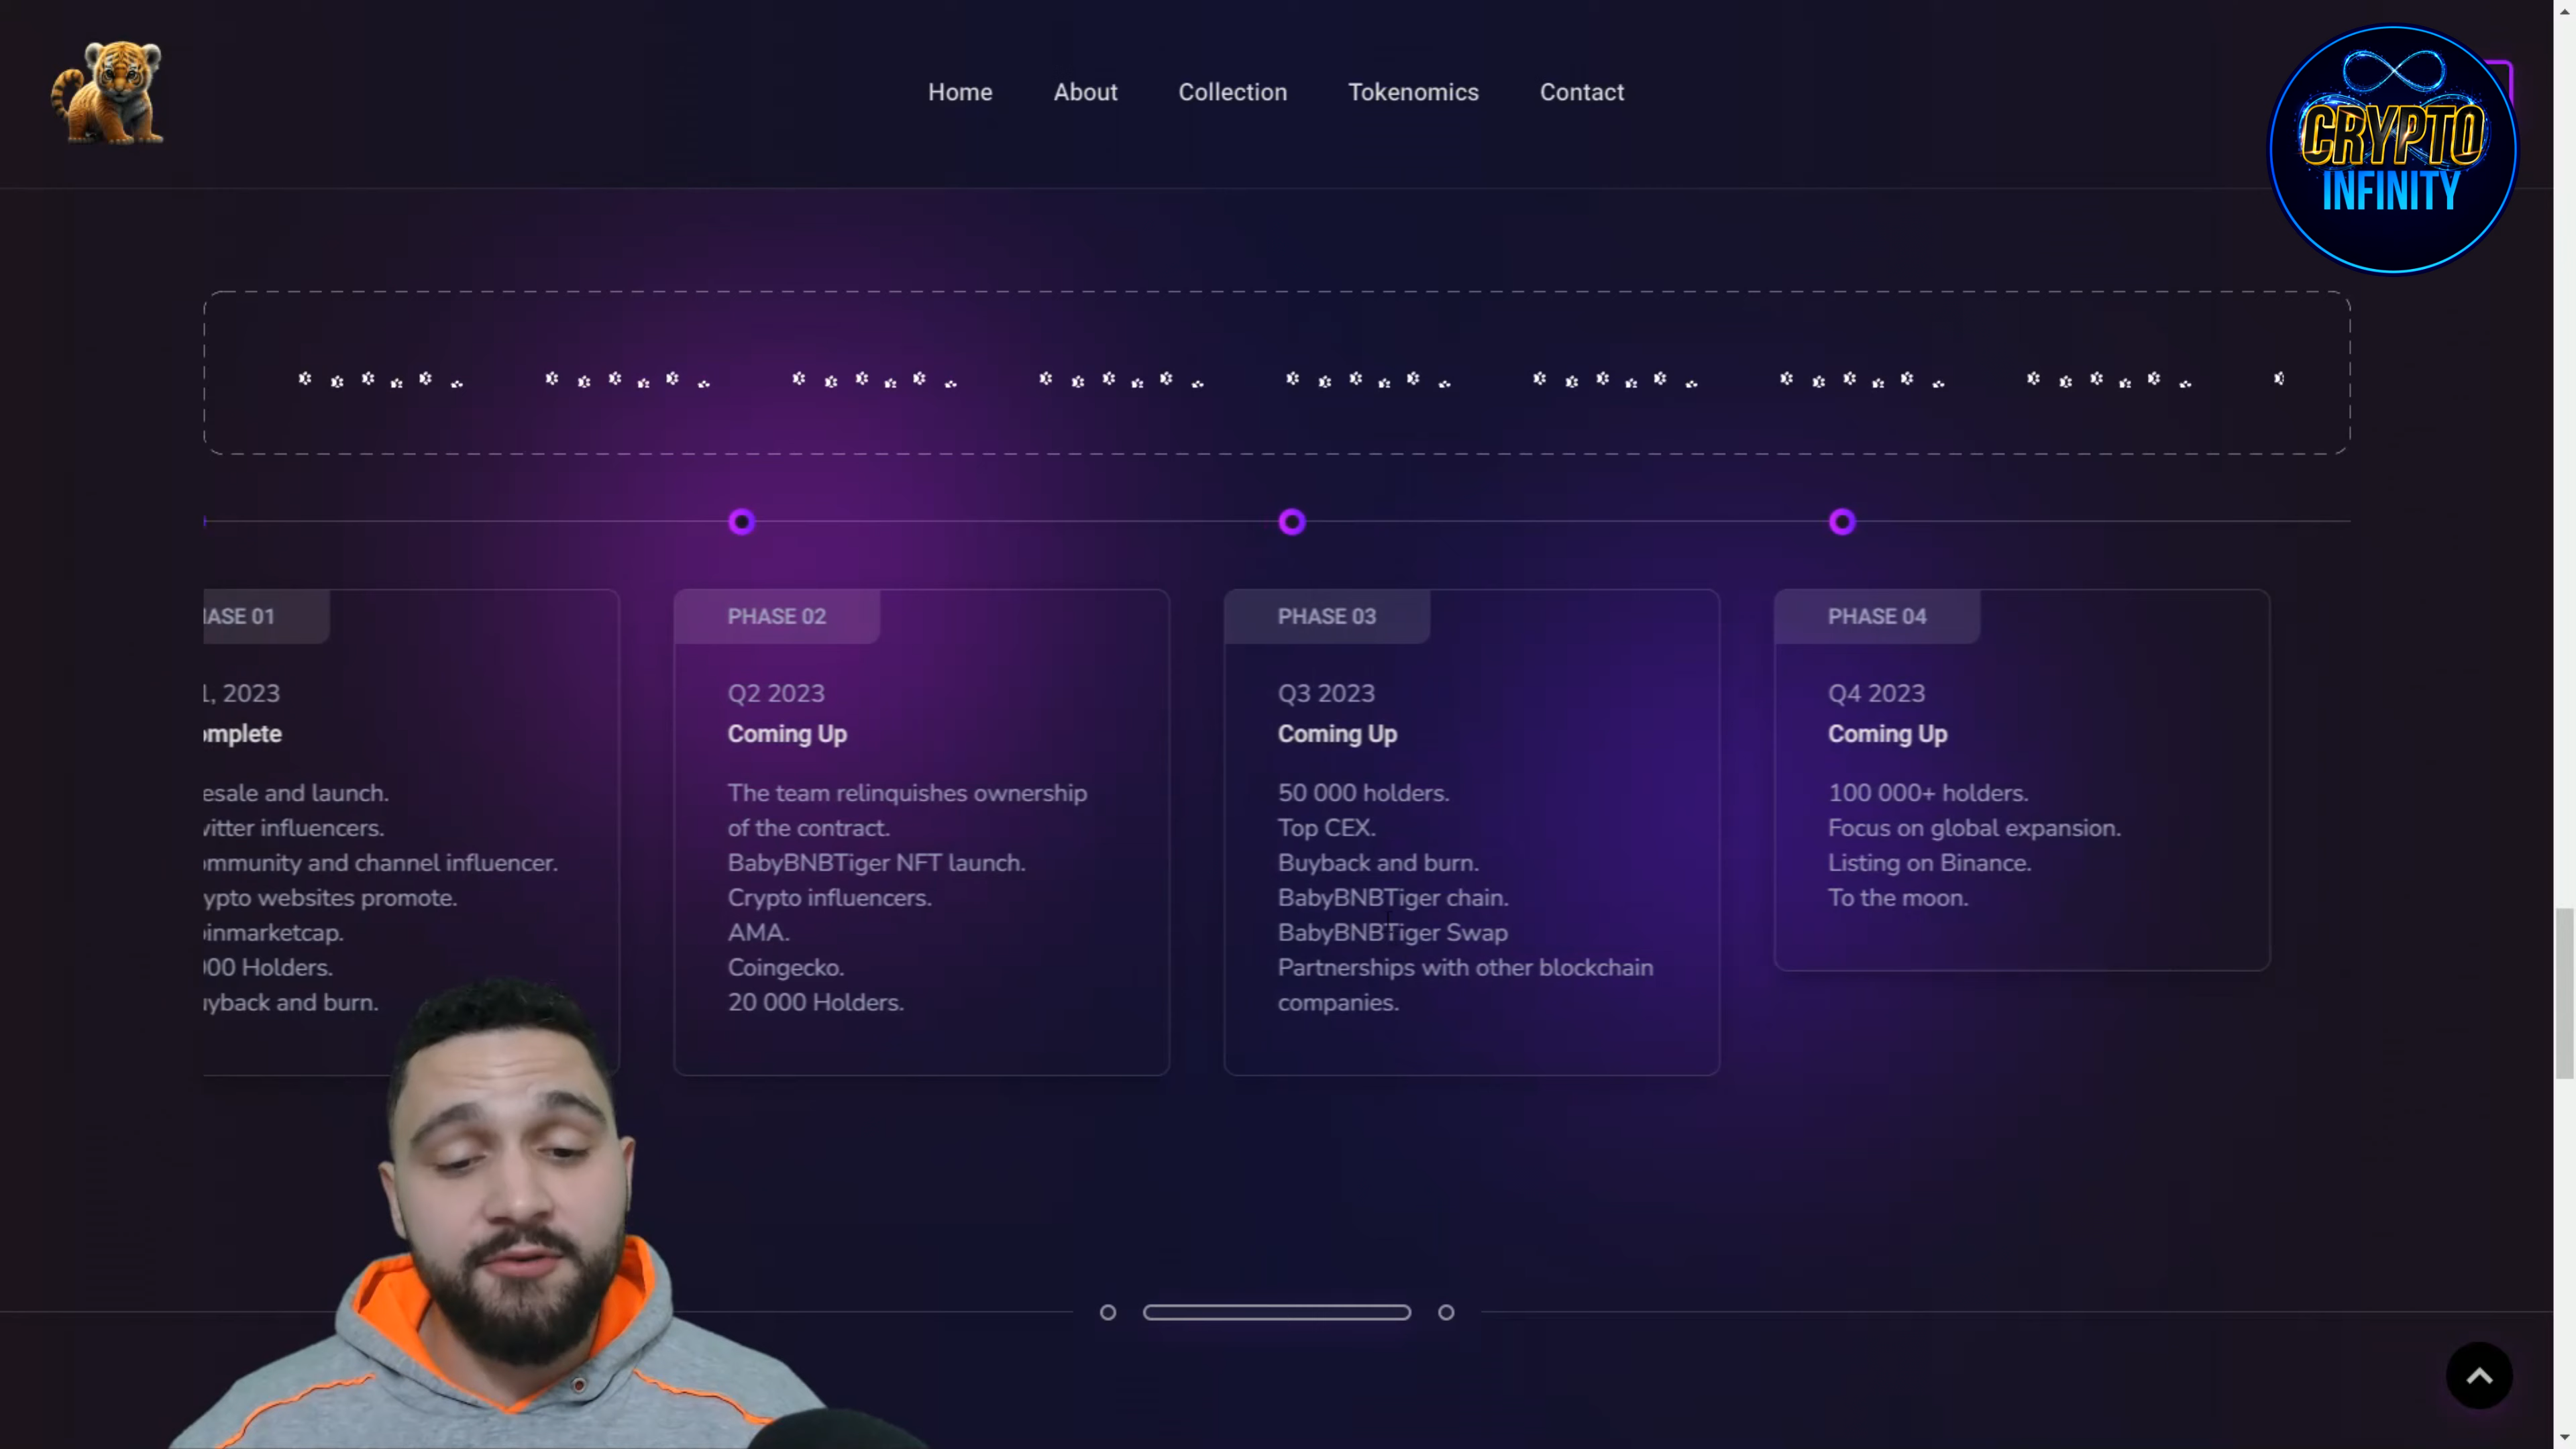 Home
About
Collection
Tokenomics
Contact
CRYPTO
INFINITY
ASE 01
1, 2023
omplete
esale and launch.
itter influencers.
ommunity and channel influencer.
ypto websites promote.
inmarketcap.
00 Holders.
yback and burn.
PHASE 02
Q2 2023
Coming Up
The team relinquishes ownership
of the contract.
BabyBNBTiger NFT launch.
Crypto influencers.
AMA.
Coingecko.
20 000 Holders.
PHASE 03
Q3 2023
Coming Up
50 000 holders.
Top CEX.
Buyback and burn.
BabyBNBTiger chain.
BabyBNBTiger Swap
Partnerships with other blockchain
companies.
PHASE 04
Q4 2023
Coming Up
100 000+ holders.
Focus on global expansion.
Listing on Binance.
To the moon.